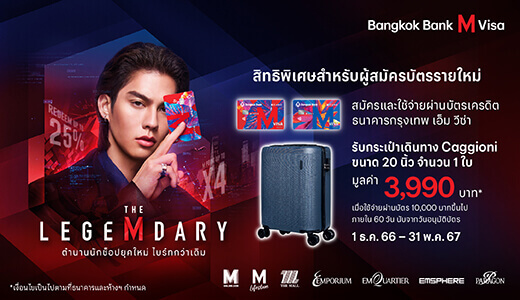 Bangkok Bank M Visa
สิทธิพิเศษสำหรับผู้สมัครบัตรรายใหม่
สมัครและใช้จ่ายผ่านบัตรเครดิต
ธนาคารกรุงเทพ เอ็ม วีซ่า
รับกระเป๋าเดินทาง Caggioni
ขนาด 20 นิ้ว จำนวน 1 ใบ
มูลค่า 3,990 บาท*
เมื่อใช้จ่ายผ่านบัตร 10,000 บาทขึ้นไป
ภายใน 60 วัน นับจากวันอนุมัติบัตร
1 ธ.ค. 66 – 31 พ.ค. 67
REDEEM UP TO
25%
X4
THE
LEGEMDARY
ตำนานนักช้อปยุคใหม่ ไบร์ทกว่าเดิม
*เงื่อนไขเป็นไปตามที่ธนาคารและห้างฯ กำหนด
M
M
Lifestore
THE MALL
EMPORIUM
EMQUARTIER
EMSPHERE
PARAGON